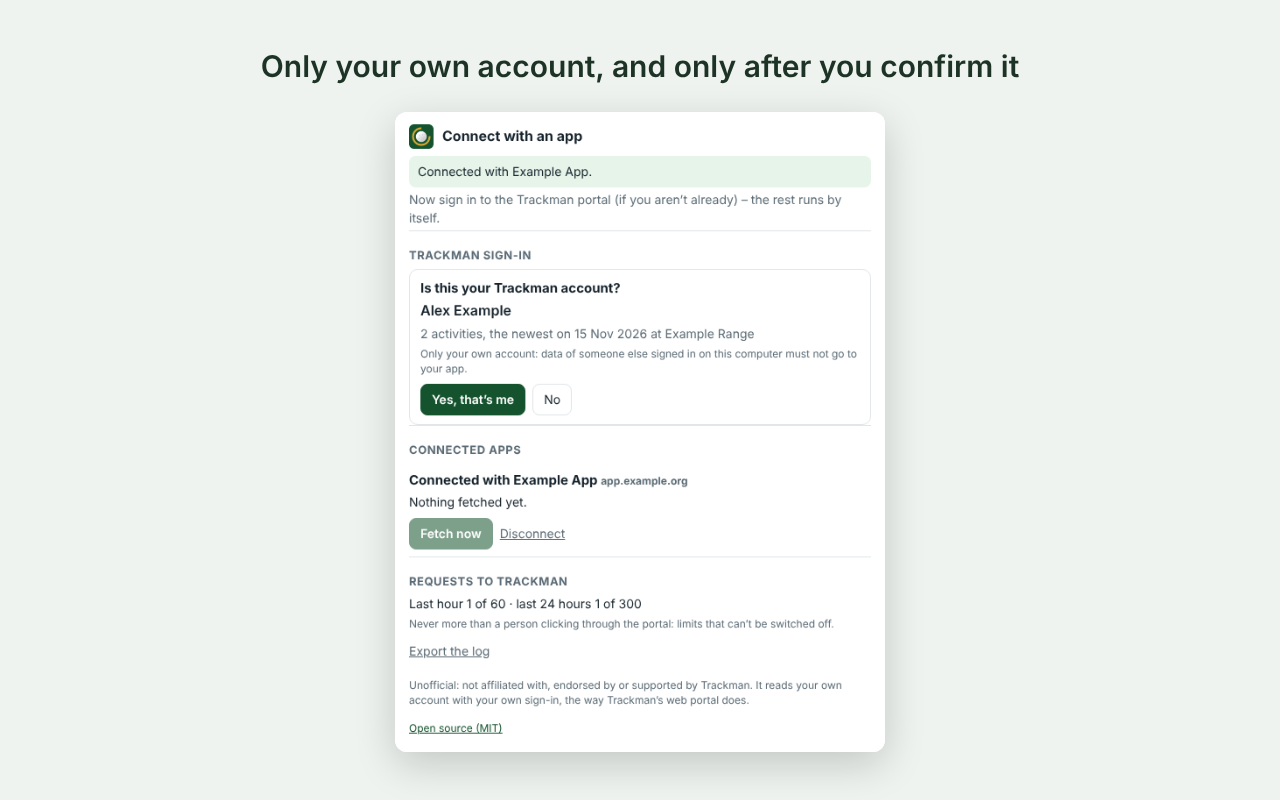 Only your own account, and only after you confirm it
Connect with an app
Connected with Example App.
Now sign in to the Trackman portal (if you aren’t already) – the rest runs by
itself.
TRACKMAN SIGN-IN
Is this your Trackman account?
Alex Example
2 activities, the newest on 15 Nov 2026 at Example Range
Only your own account: data of someone else signed in on this computer must not go to
your app.
Yes, that’s me No
CONNECTED APPS
Connected with Example App app.example.org
Nothing fetched yet.
Fetch now Disconnect
REQUESTS TO TRACKMAN
Last hour 1 of 60 · last 24 hours 1 of 300
Never more than a person clicking through the portal: limits that can’t be switched off.
Export the log
Unofficial: not affiliated with, endorsed by or supported by Trackman. It reads your own
account with your own sign-in, the way Trackman’s web portal does.
Open source (MIT)